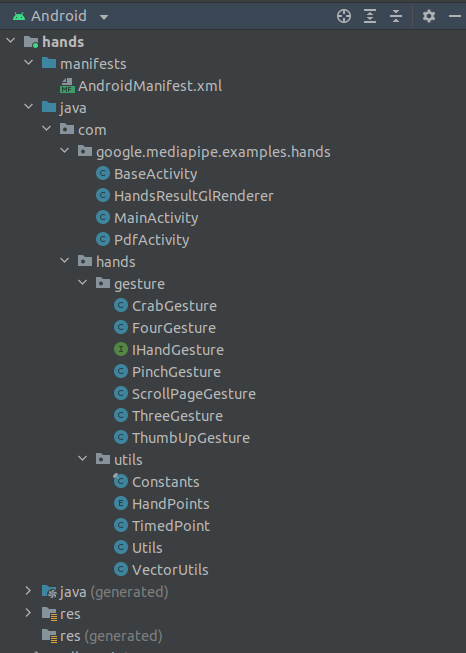 Android
hands
manifests
AndroidManifest.xml
java
com
google.mediapipe.examples.hands
BaseActivity
HandsResultGlRenderer
MainActivity
PdfActivity
hands
gesture
CrabGesture
FourGesture
IHandGesture
PinchGesture
ScrollPageGesture
ThreeGesture
ThumbUpGesture
utils
Constants
HandPoints
TimedPoint
Utils
VectorUtils
java (generated)
res
res (generated)